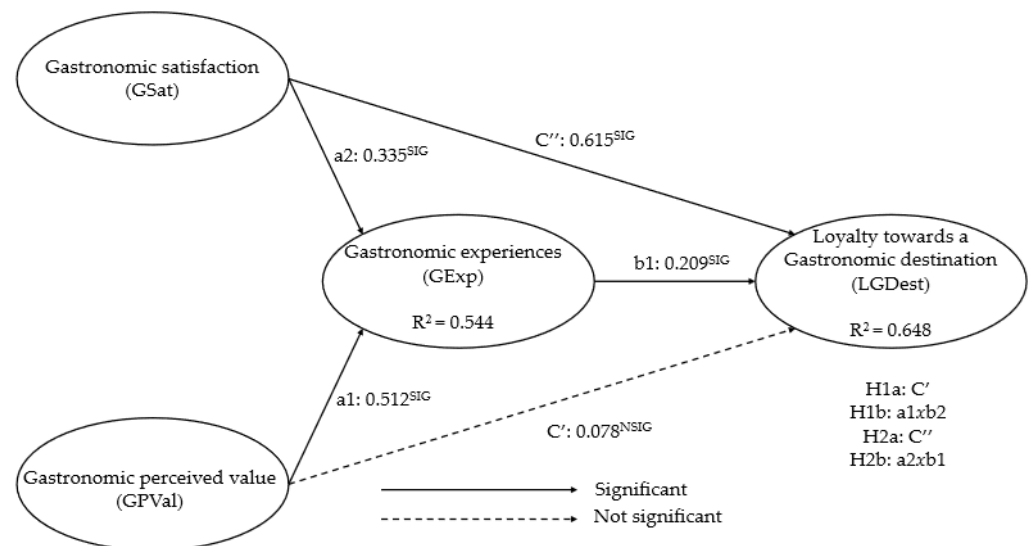 Gastronomic satisfaction
(GSat)
C′′: 0.615SIG
a2: 0.335SIG
Gastronomic experiences
(GExp)
R² = 0.544
b1: 0.209SIG
Loyalty towards a
Gastronomic destination
(LGDest)
R² = 0.648
a1: 0.512SIG
C′: 0.078NSIG
H1a: C′
H1b: a1xb2
H2a: C′′
H2b: a2xb1
Gastronomic perceived value
(GPVal)
Significant
Not significant